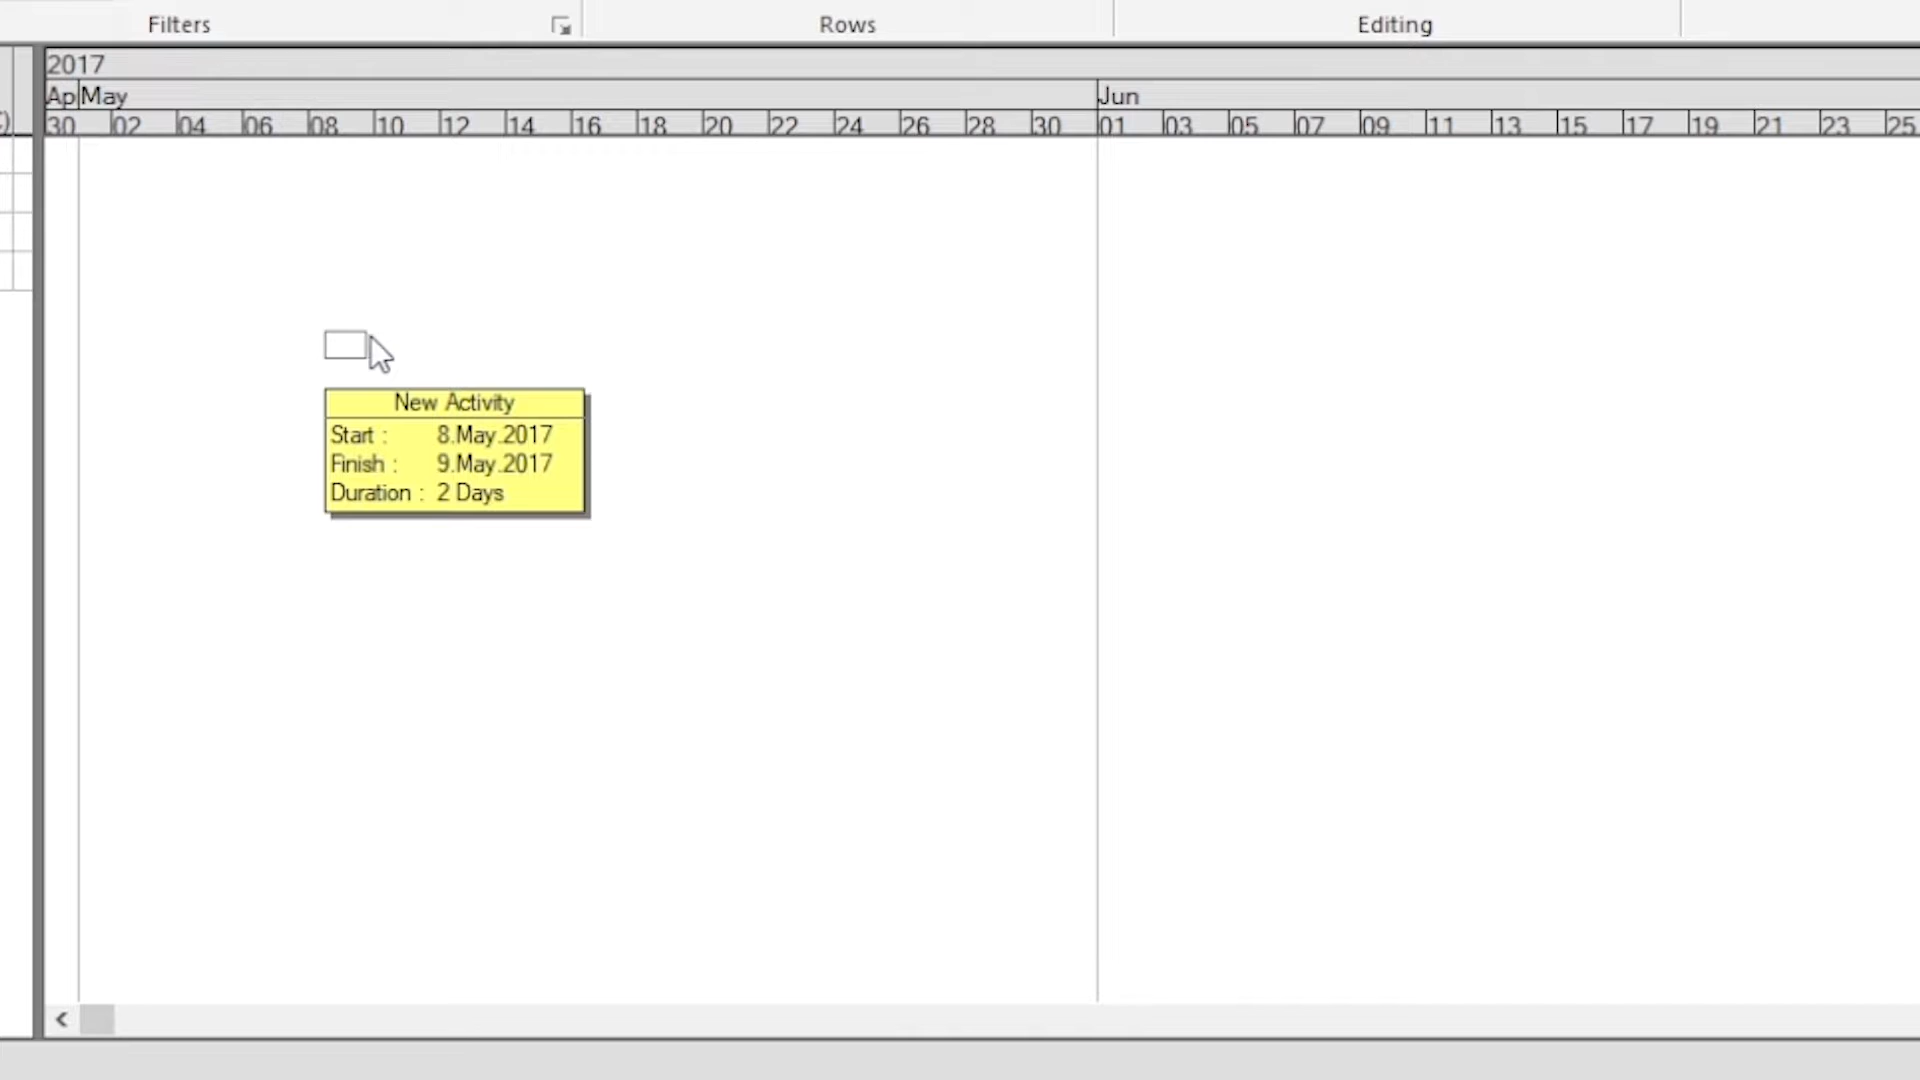 Filters Rows Editing
2017
Ap May Jun
30 02 04 06 08 10 12 14 16 18 20 22 24 26 28 30 01 03 05 07 09 11 13 15 17 19 21 23 25
New Activity
Start : 8.May.2017
Finish : 9.May.2017
Duration : 2 Days